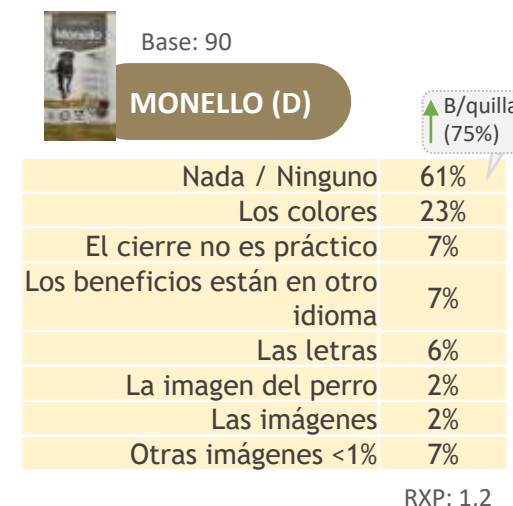 Monello
Base: 90
MONELLO (D)
B/quilla
(75%)
Nada / Ninguno 61%
Los colores 23%
El cierre no es práctico 7%
Los beneficios están en otro
idioma 7%
Las letras 6%
La imagen del perro 2%
Las imágenes 2%
Otras imágenes <1% 7%
RXP: 1.2